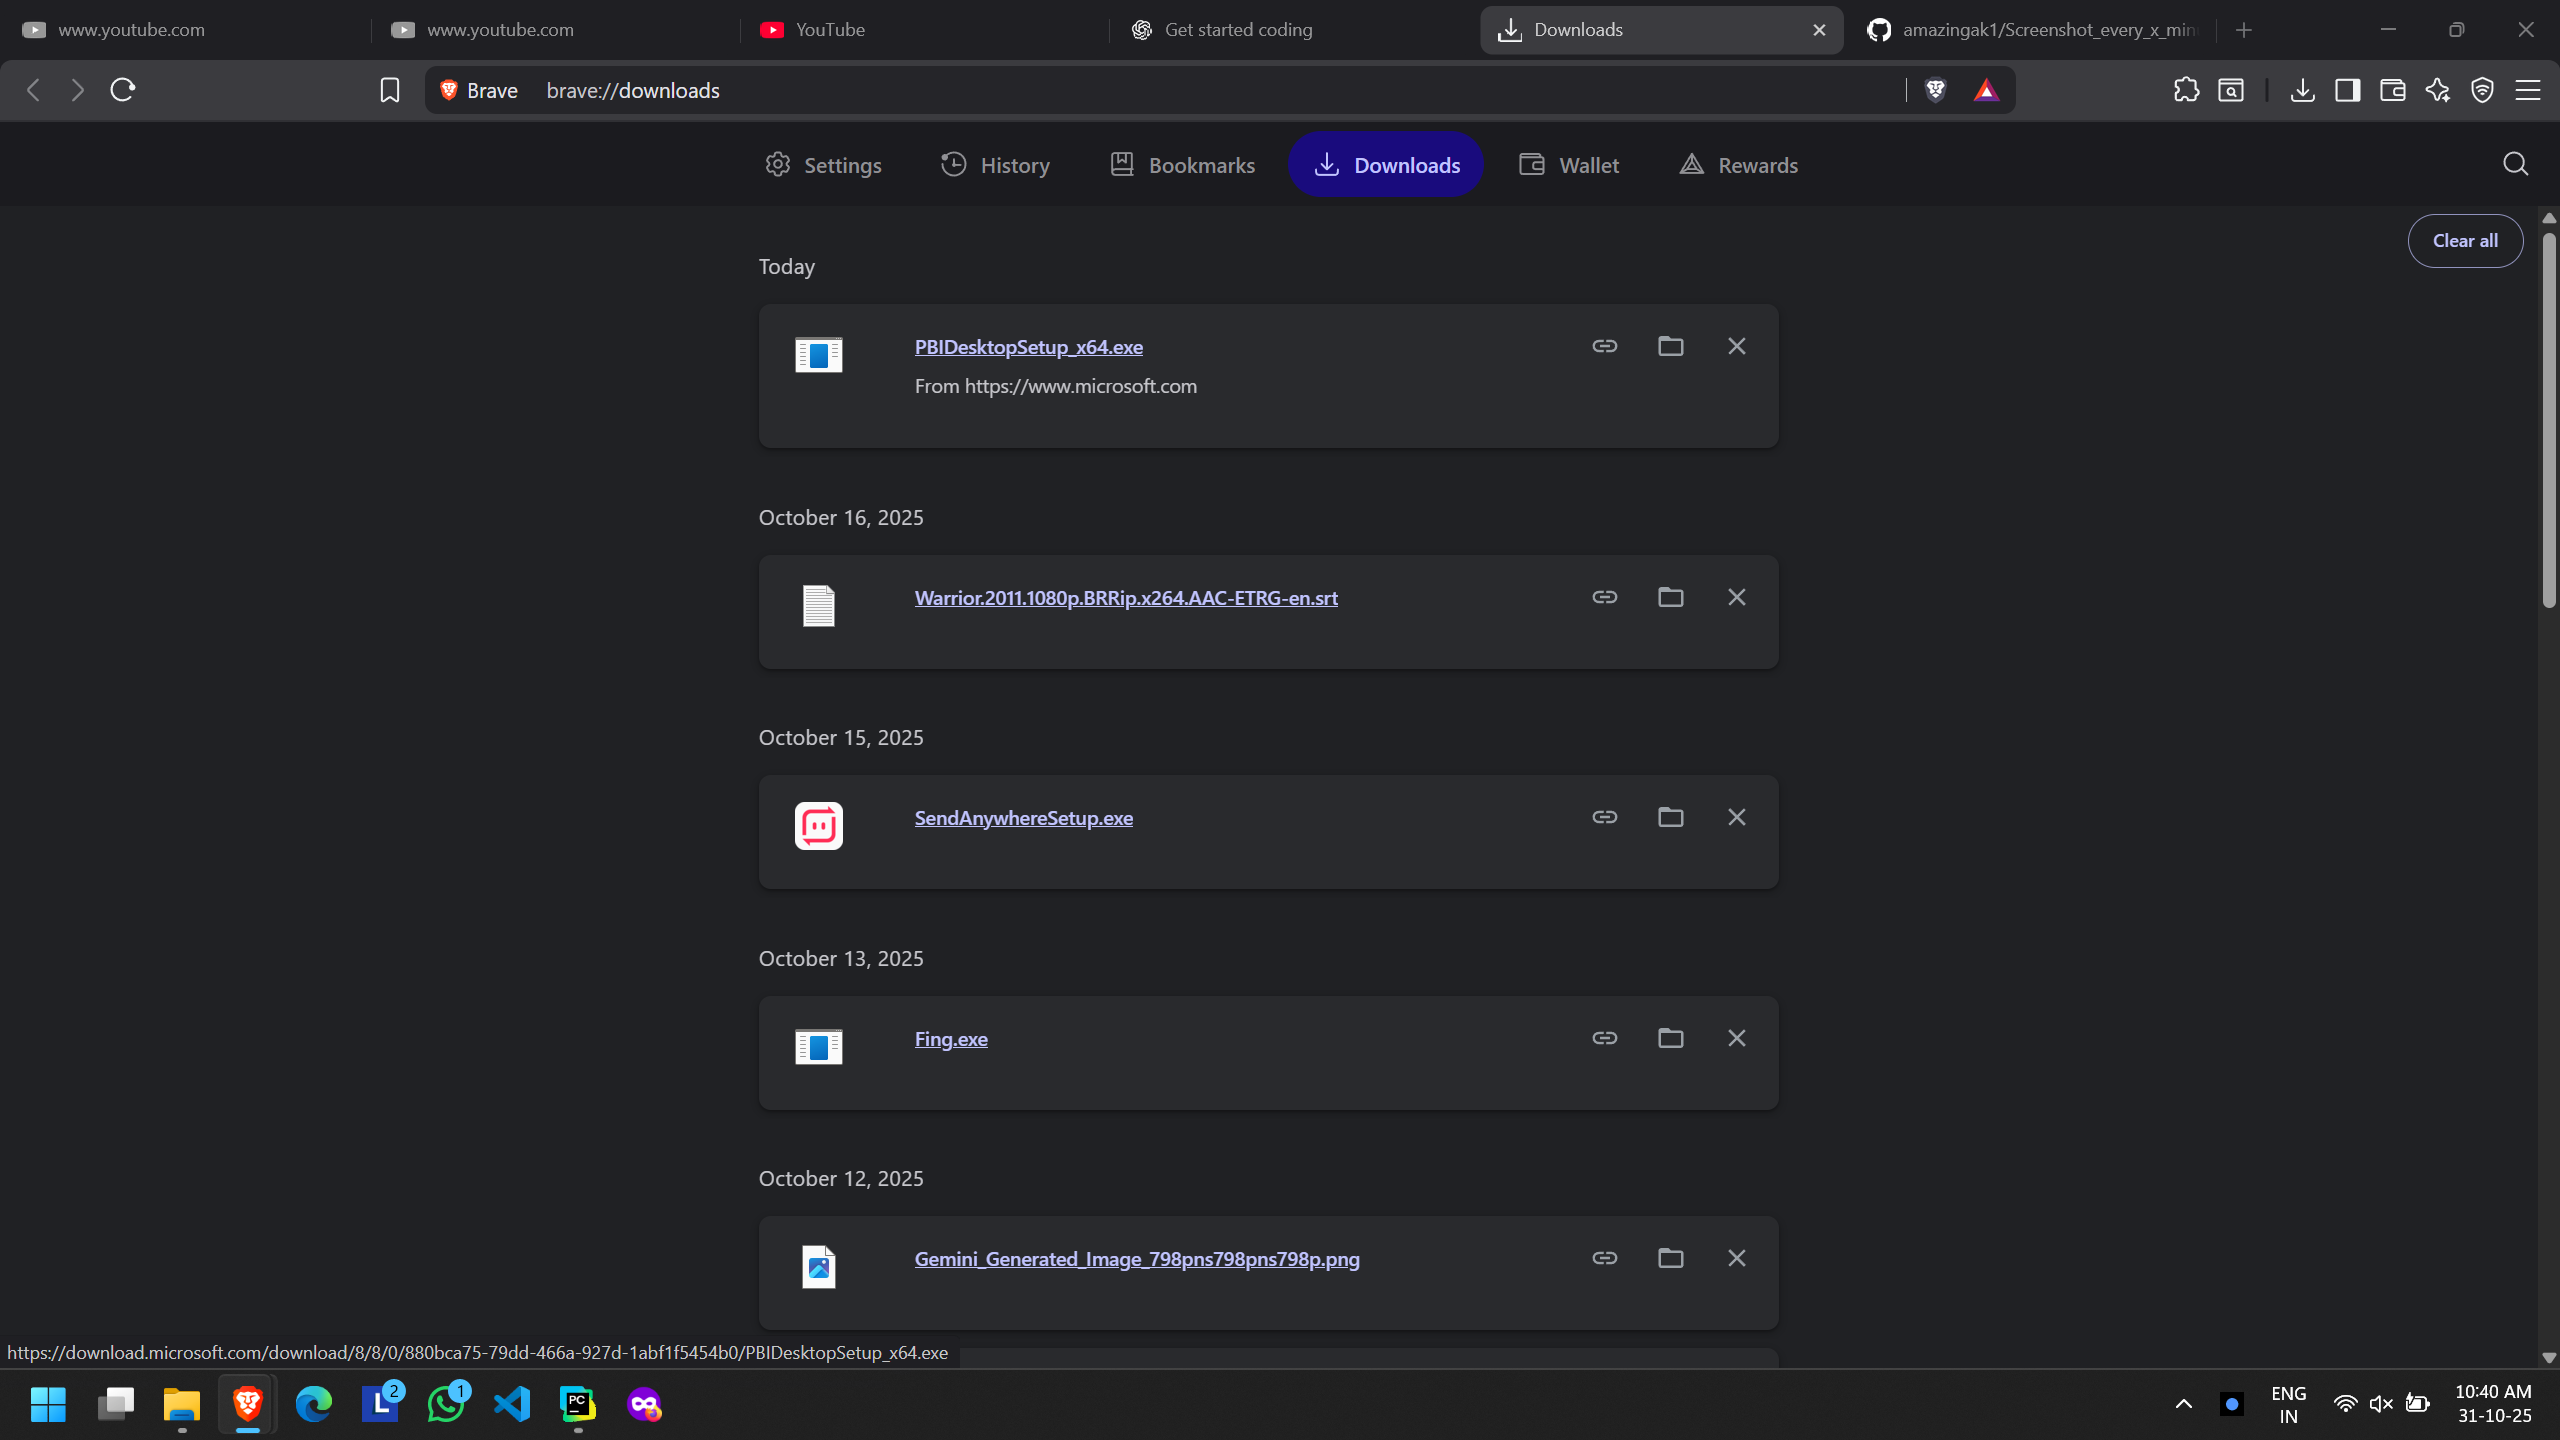 www.youtube.com
www.youtube.com
YouTube
Get started coding
Downloads
amazingak1/Screenshot_every_x_min
Brave
brave://downloads
Settings
History
Bookmarks
Downloads
Wallet
Rewards
Clear all
Today
PBIDesktopSetup_x64.exe
From https://www.microsoft.com
October 16, 2025
Warrior.2011.1080p.BRRip.x264.AAC-ETRG-en.srt
October 15, 2025
SendAnywhereSetup.exe
October 13, 2025
Fing.exe
October 12, 2025
Gemini_Generated_Image_798pns798pns798p.png
https://download.microsoft.com/download/8/8/0/880bca75-79dd-466a-927d-1abf1f5454b0/PBIDesktopSetup_x64.exe
L
2
1
PC
ENG
IN
10:40 AM
31-10-25